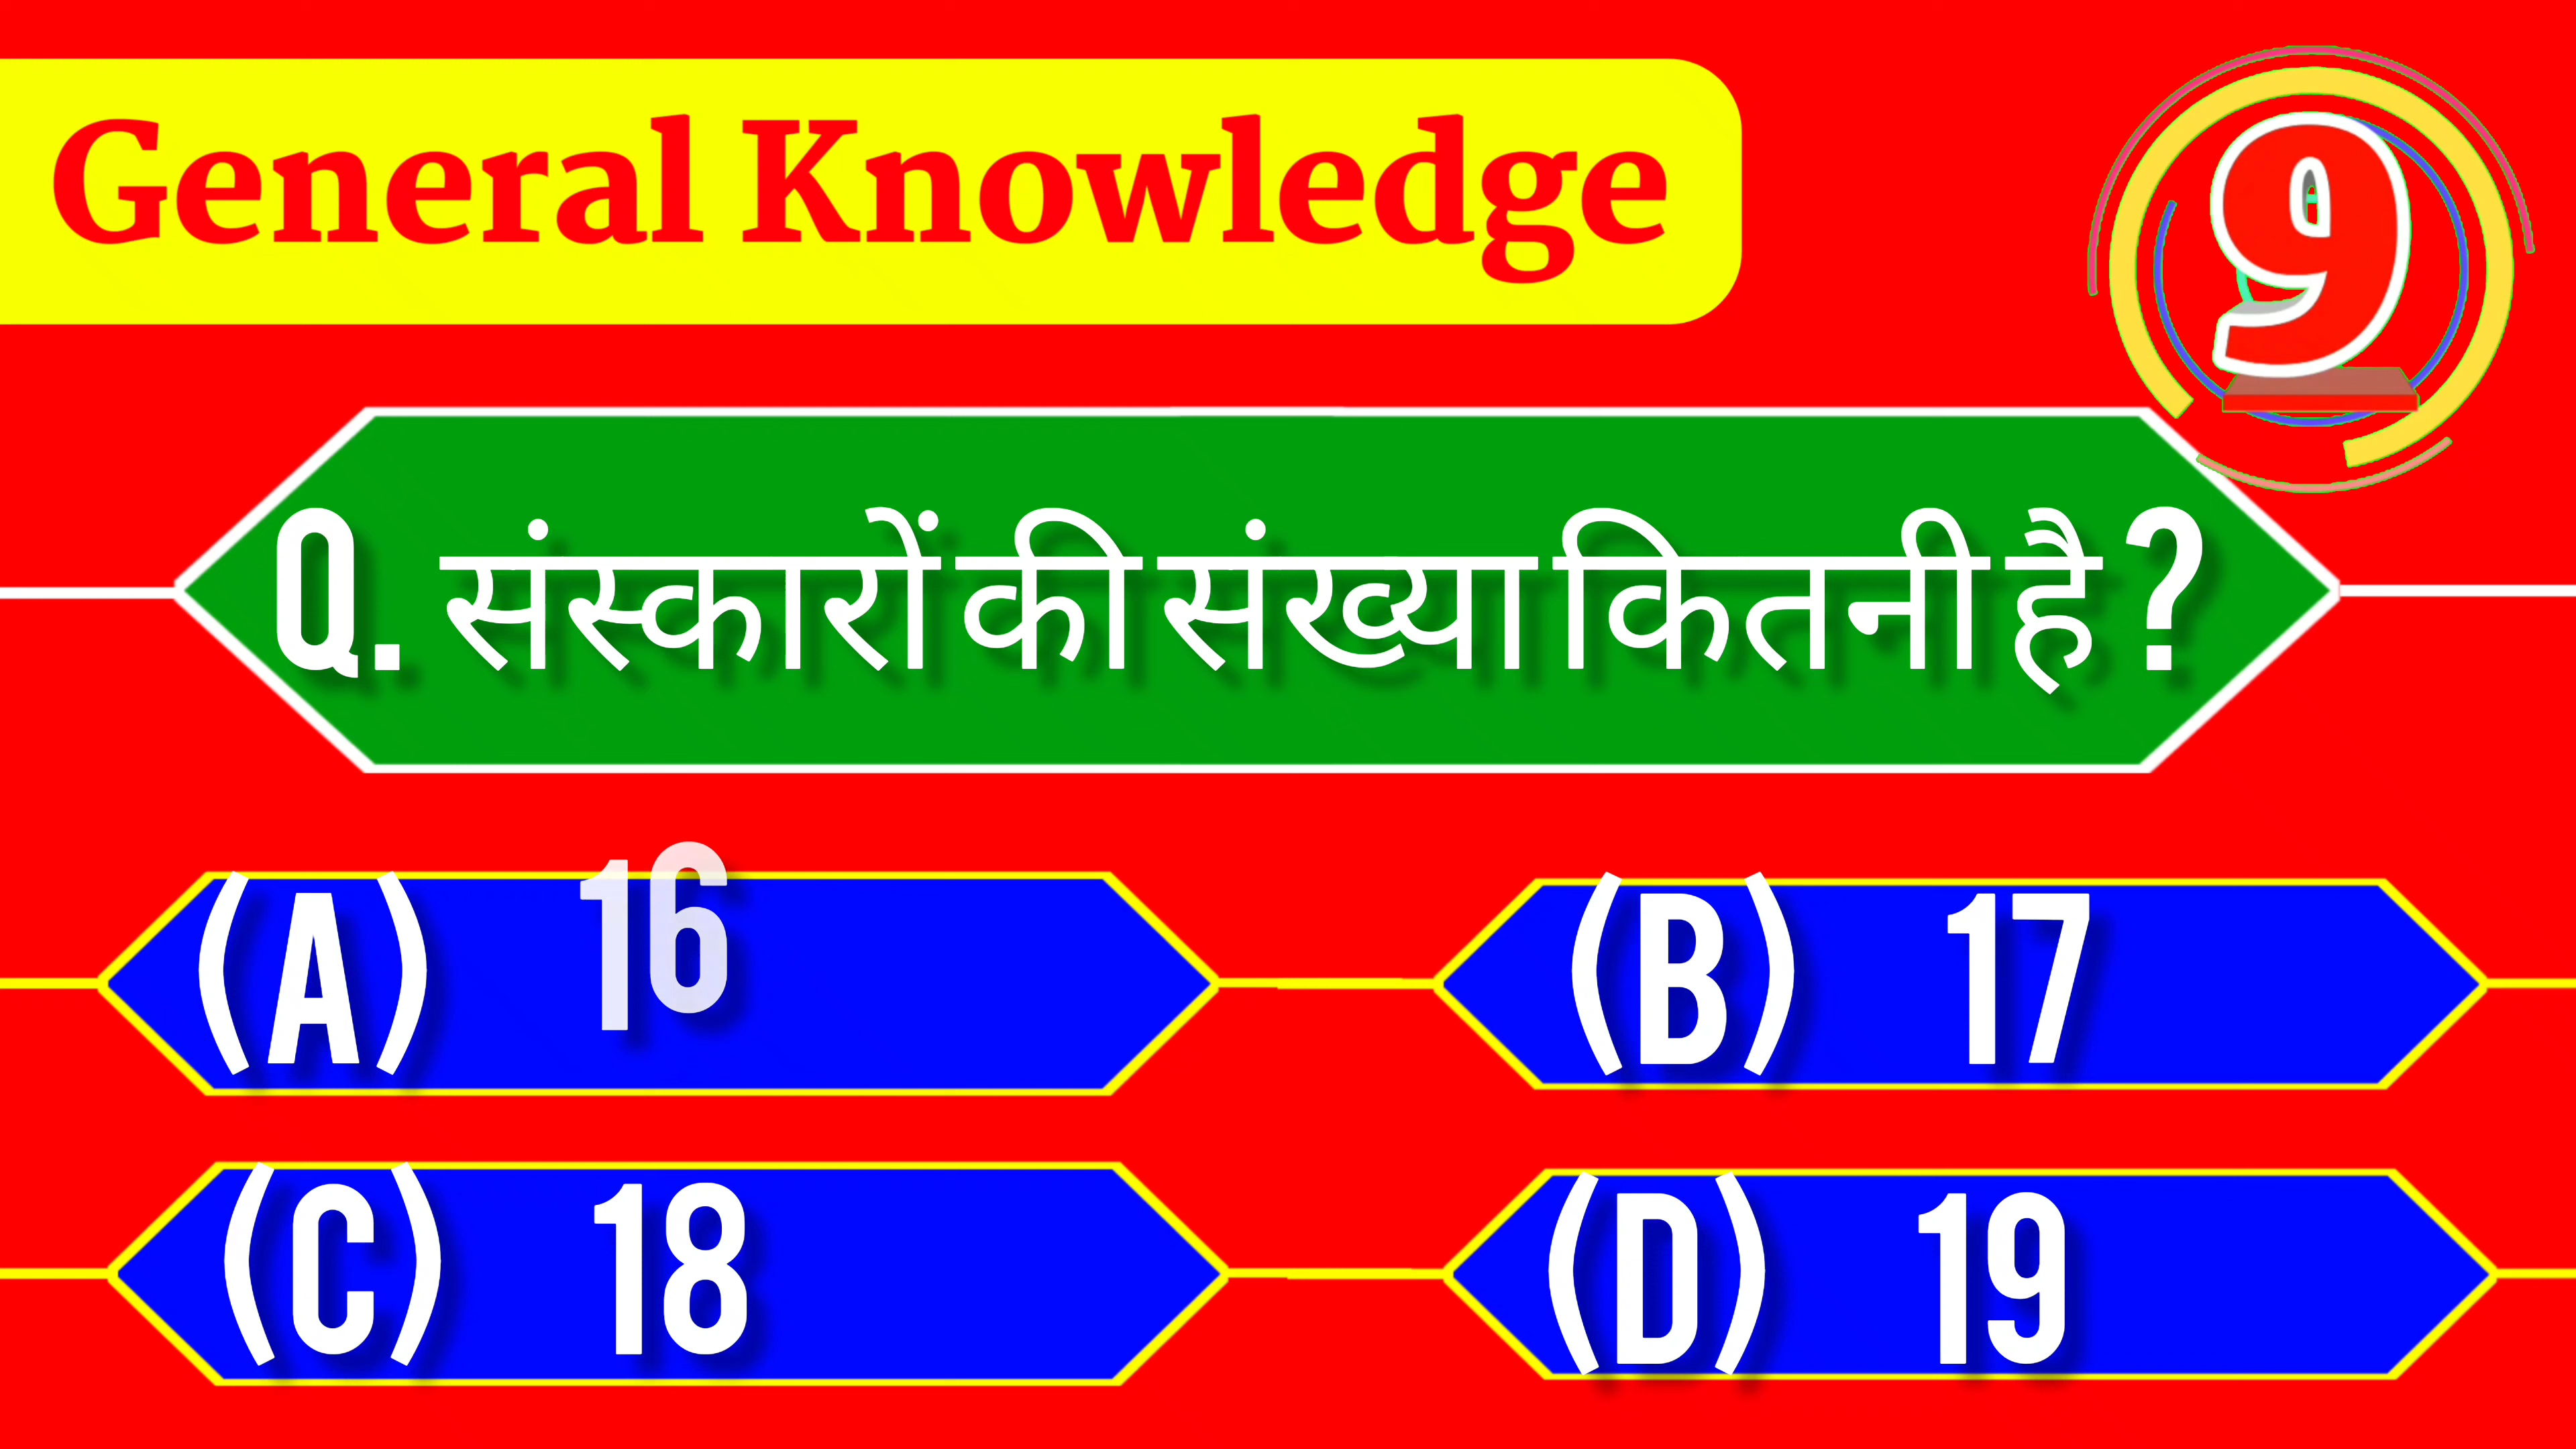 General Knowledge
9
Q. संस्कारों की संख्या कितनी है ?
(A) 16
(B) 17
(C) 18
(D) 19